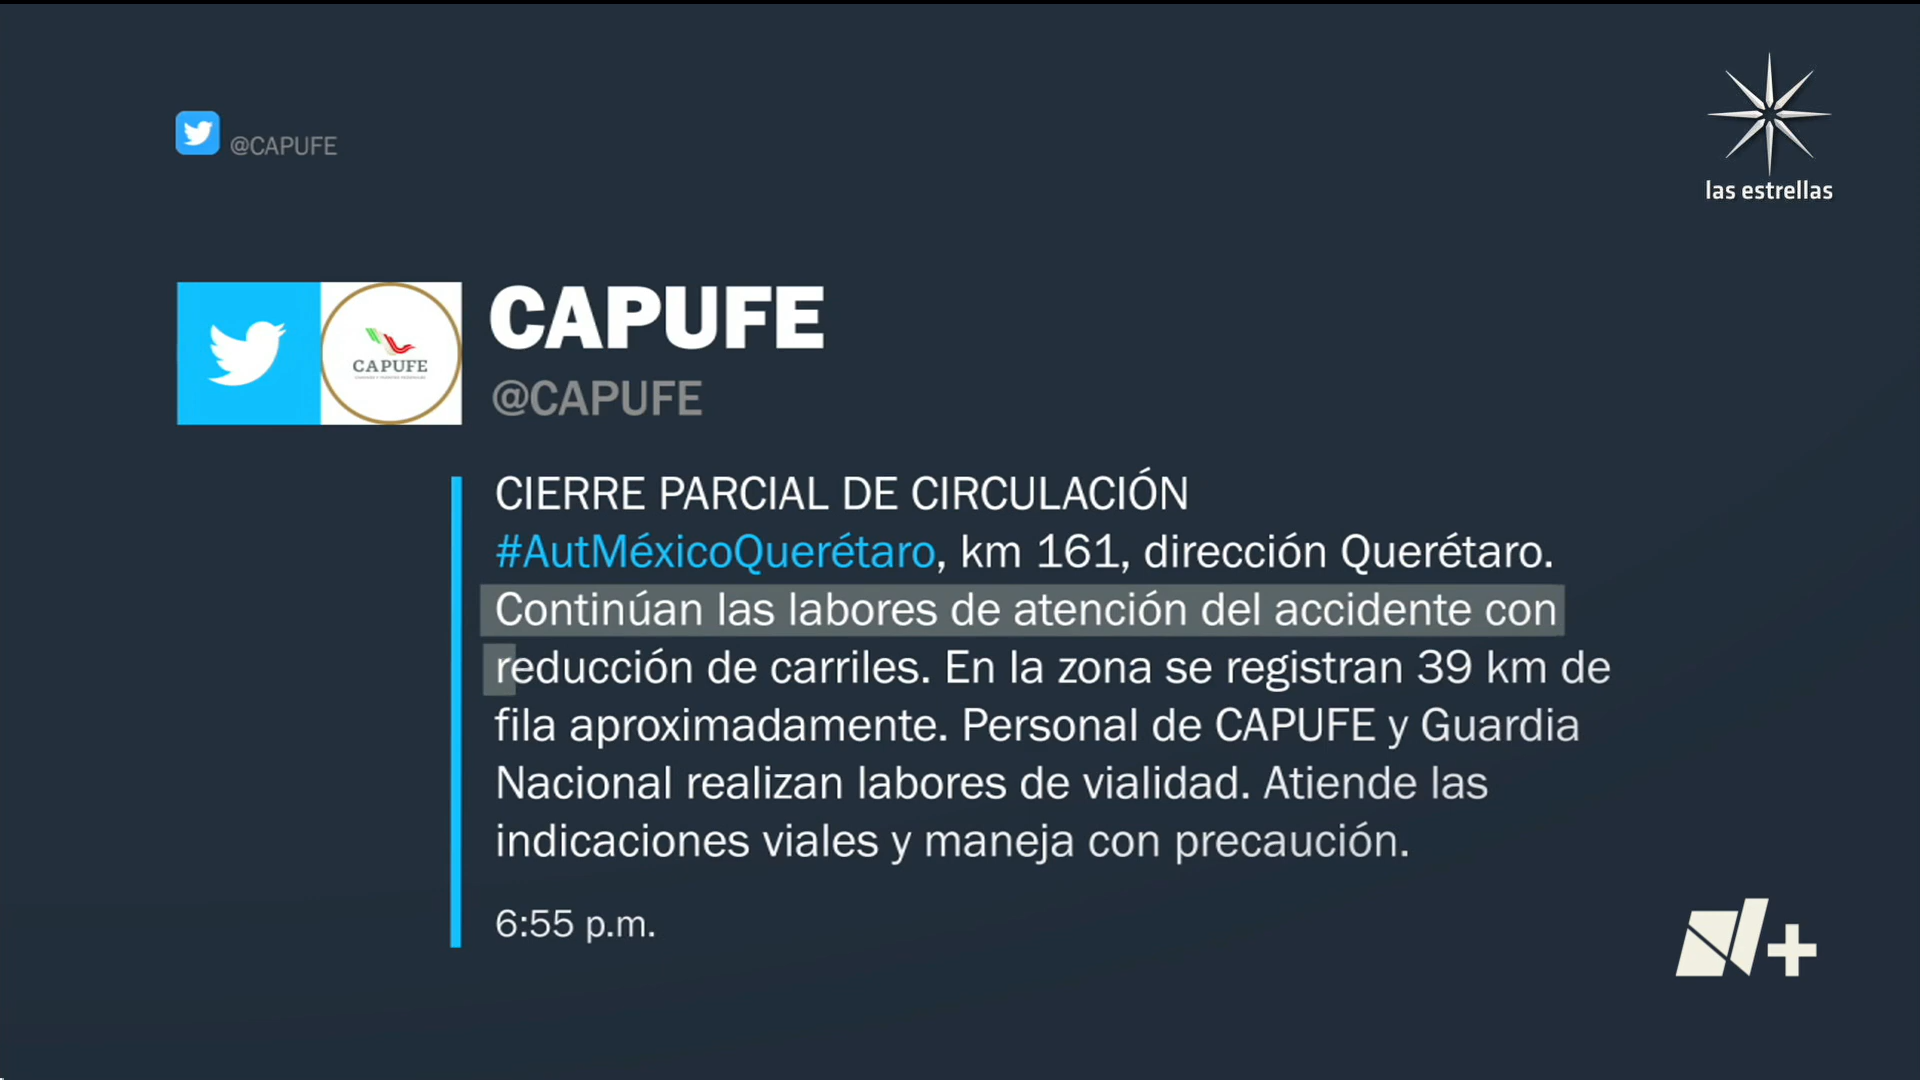 @CAPUFE
las estrellas
CAPUFE
CAPUFE
@CAPUFE
CIERRE PARCIAL DE CIRCULACIÓN
#AutMéxicoQuerétaro, km 161, dirección Querétaro.
Continúan las labores de atención del accidente con
reducción de carriles. En la zona se registran 39 km de
fila aproximadamente. Personal de CAPUFE y Guardia
Nacional realizan labores de vialidad. Atiende las
indicaciones viales y maneja con precaución.
6:55 p.m.
N+